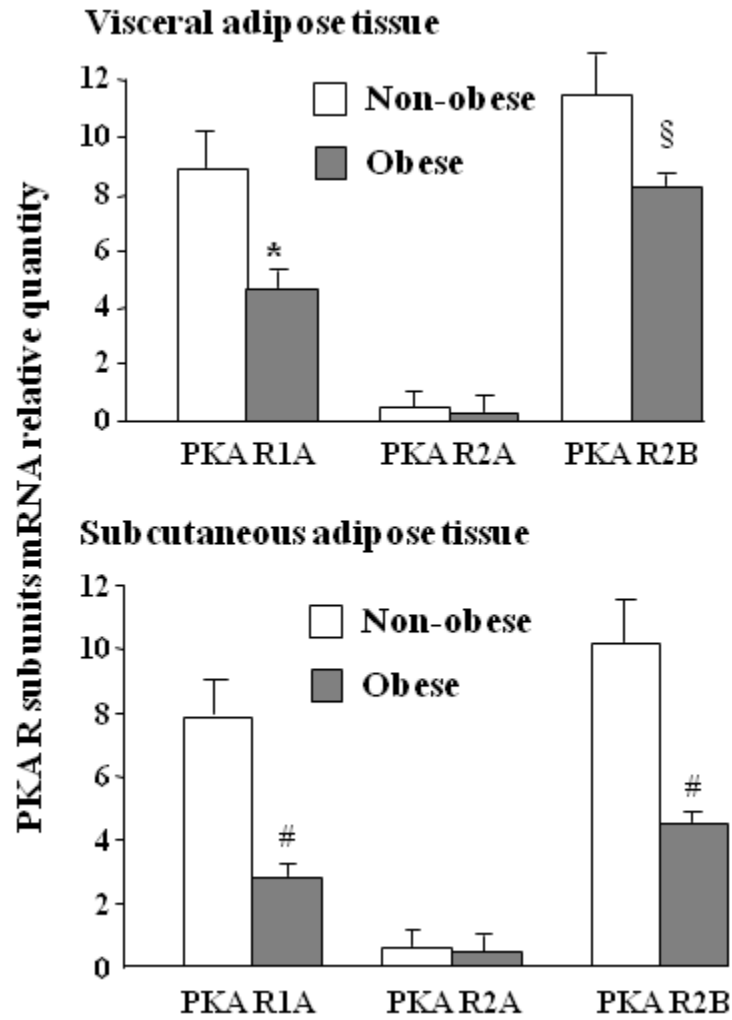 Visceral adipose tissue
PKA R subunits mRNA relative quantity
12
10
8
6
4
2
0
Non-obese
Obese
*
§
PKA R1A PKA R2A PKA R2B
Subcutaneous adipose tissue
12
10
8
6
4
2
0
Non-obese
Obese
#
#
PKA R1A PKA R2A PKA R2B